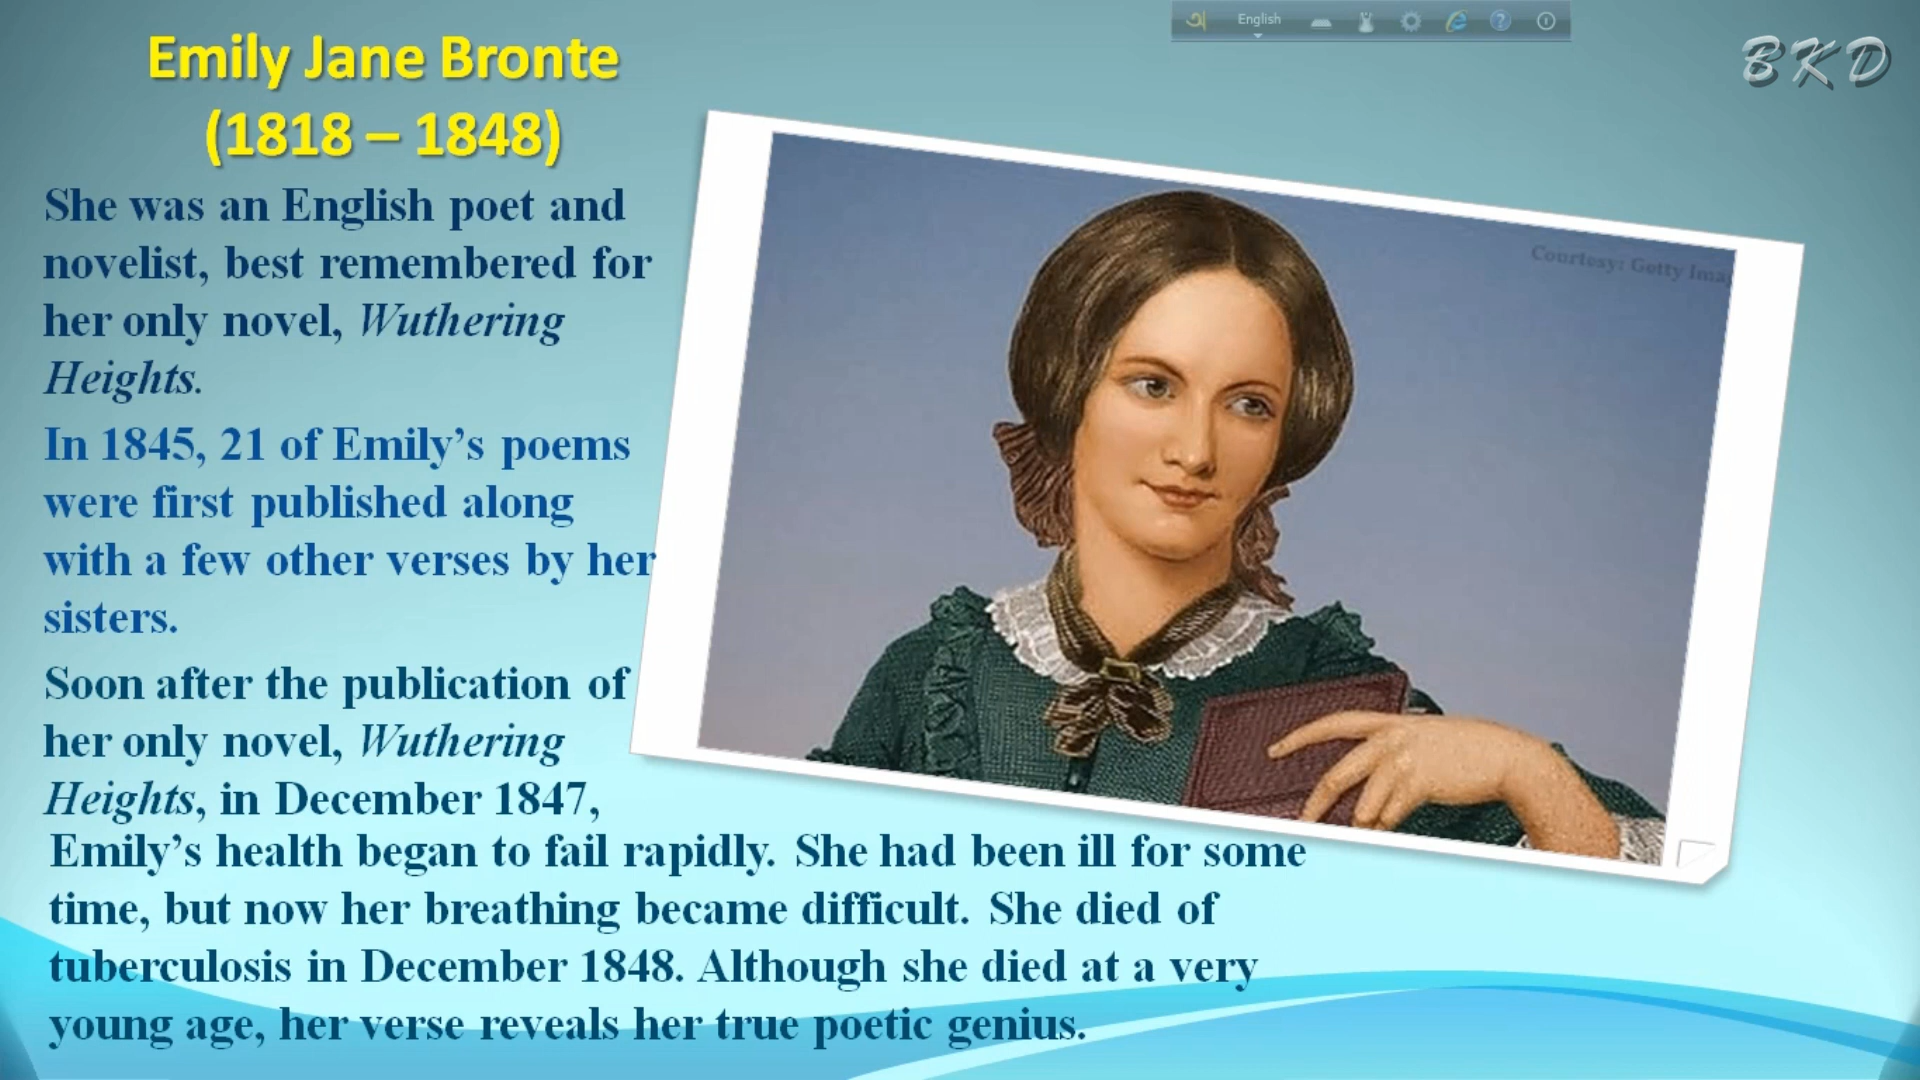 Emily Jane Bronte
(1818 – 1848)
She was an English poet and
novelist, best remembered for
her only novel, Wuthering
Heights.
In 1845, 21 of Emily’s poems
were first published along
with a few other verses by her
sisters.
Soon after the publication of
her only novel, Wuthering
Heights, in December 1847,
Emily’s health began to fail rapidly. She had been ill for some
time, but now her breathing became difficult. She died of
tuberculosis in December 1848. Although she died at a very
young age, her verse reveals her true poetic genius.
অ English
BKD
Courtesy: Getty Ima